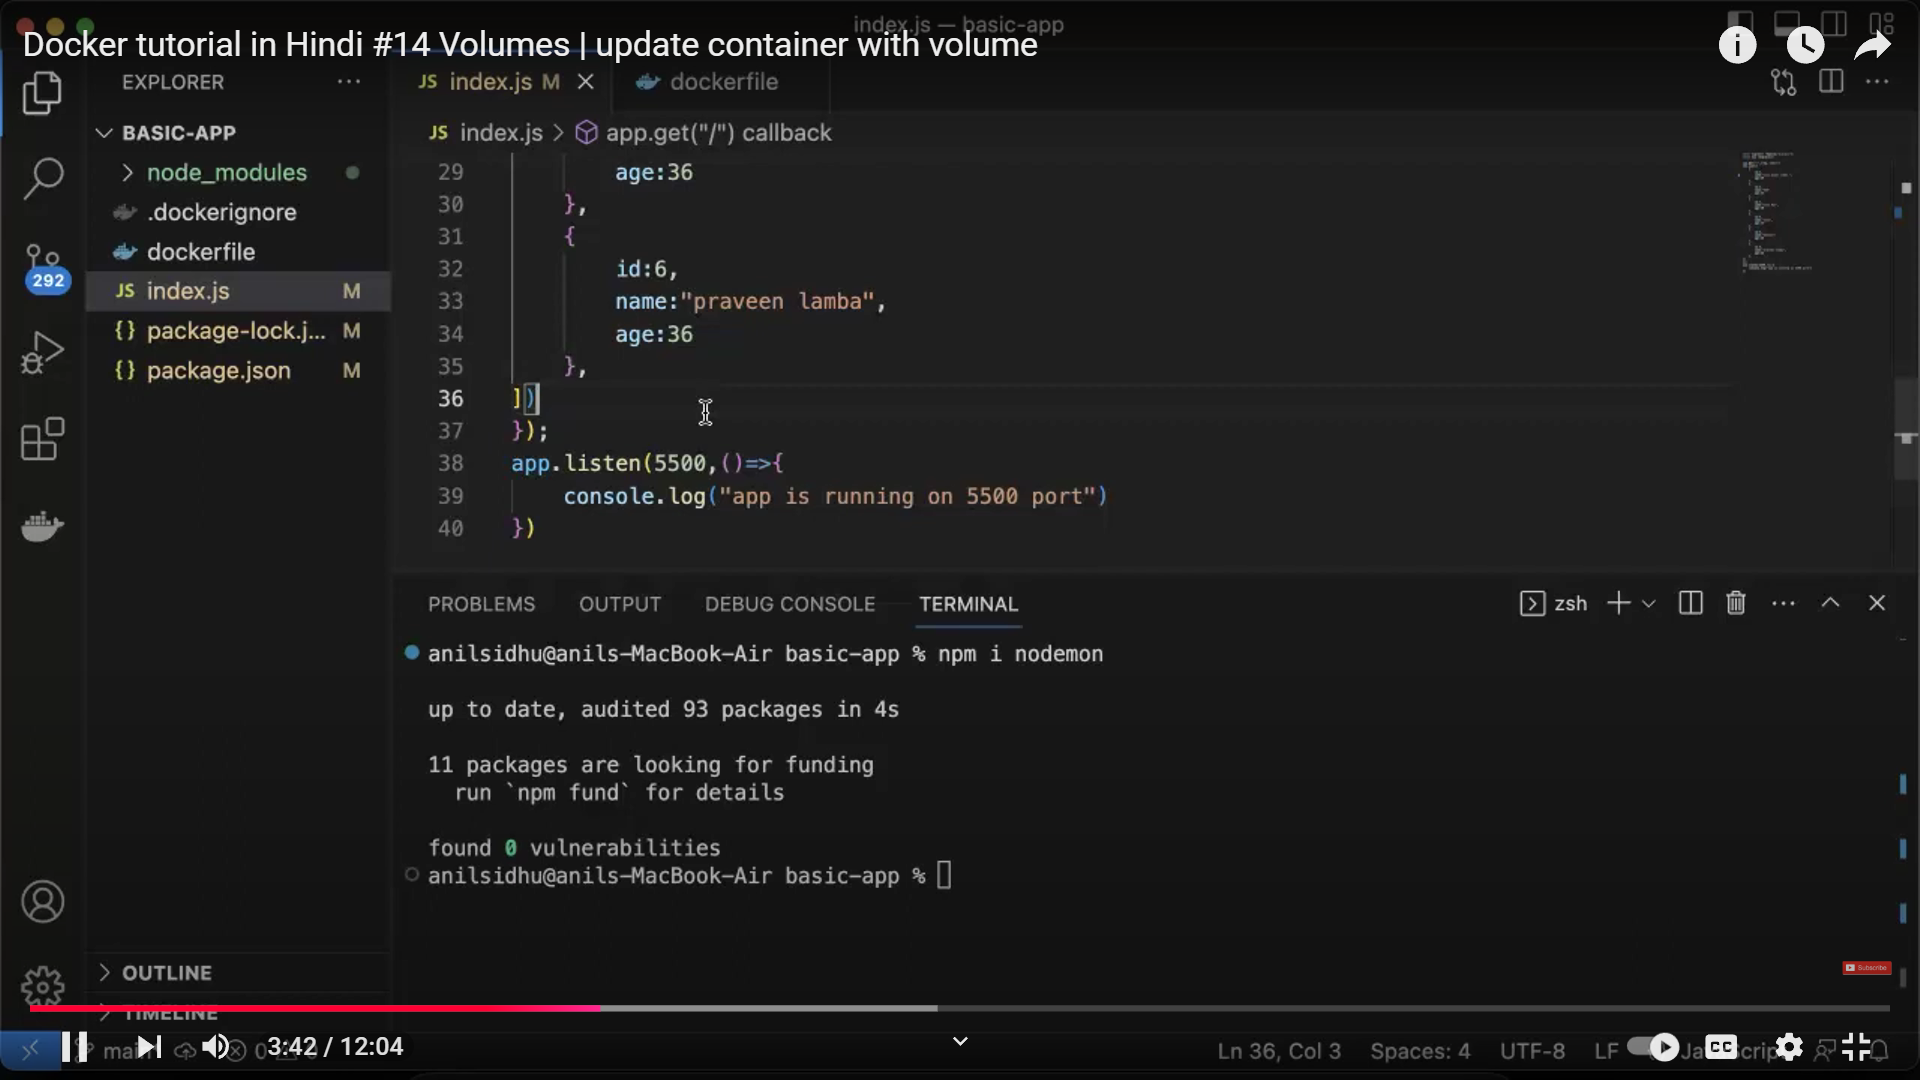 index.js — basic-app
Docker tutorial in Hindi #14 Volumes | update container with volume
EXPLORER
JS index.js M
dockerfile
BASIC-APP
JS index.js > app.get("/") callback
node_modules
.dockerignore
dockerfile
292
JS index.js M
{} package-lock.j... M
{} package.json M
29 age:36
30 },
31 {
32 id:6,
33 name:"praveen lamba",
34 age:36
35 },
36 ])
37 });
38 app.listen(5500,()=>{
39 console.log("app is running on 5500 port")
40 })
PROBLEMS OUTPUT DEBUG CONSOLE TERMINAL
zsh
anilsidhu@anils-MacBook-Air basic-app % npm i nodemon
up to date, audited 93 packages in 4s
11 packages are looking for funding
run `npm fund` for details
found 0 vulnerabilities
anilsidhu@anils-MacBook-Air basic-app %
OUTLINE
Subscribe
TIMELINE
main
3:42 / 12:04
Ln 36, Col 3 Spaces: 4 UTF-8 LF
CC